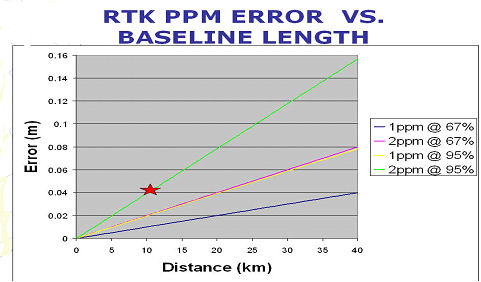 RTK PPM ERROR VS.
BASELINE LENGTH
0.16
0.14
0.12
0.1
0.08
0.06
0.04
0.02
0
Error (m)
0 5 10 15 20 25 30 35 40
Distance (km)
1ppm @ 67%
2ppm @ 67%
1ppm @ 95%
2ppm @ 95%